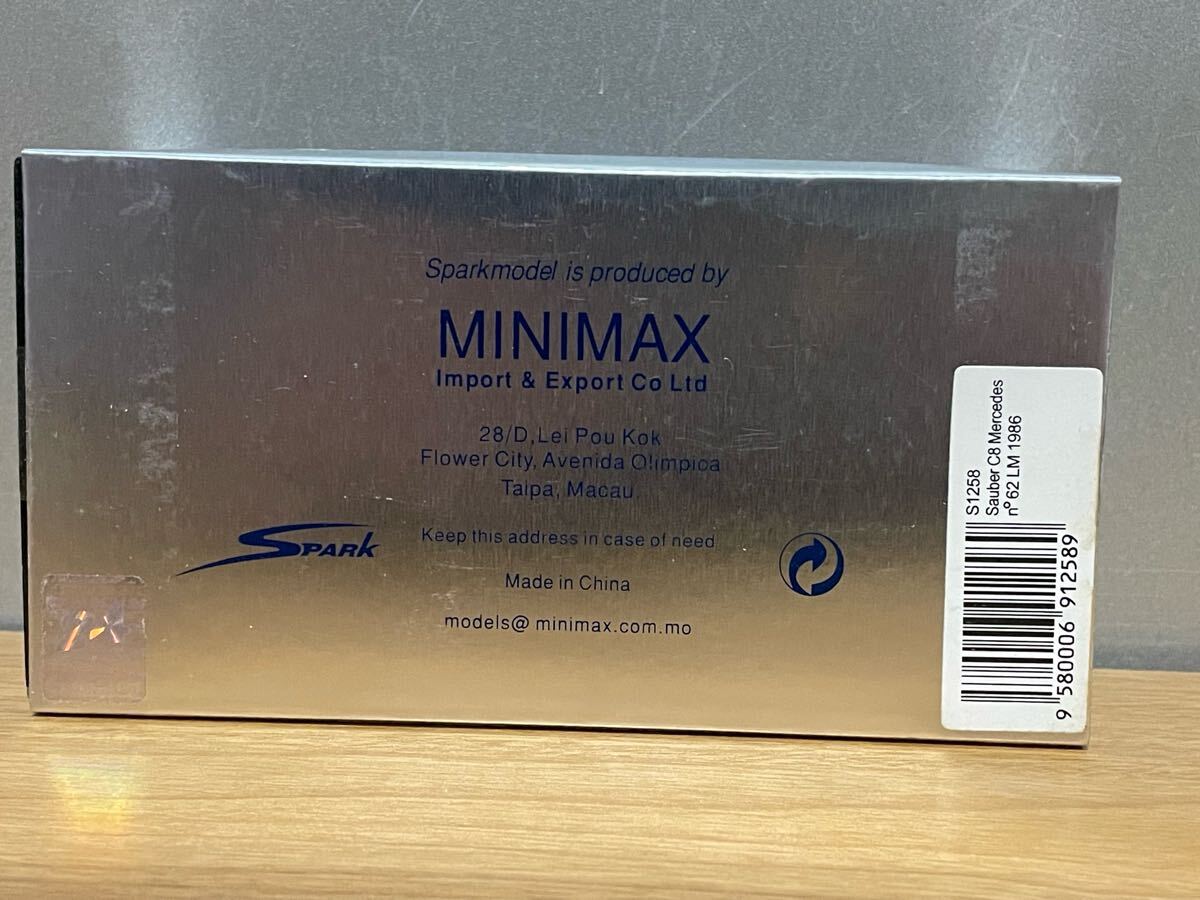 Sparkmodel is produced by
MINIMAX
Import & Export Co Ltd
28/D, Lei Pou Kok
Flower City, Avenida Olimpica
Taipa, Macau
SPARK
Keep this address in case of need
Made in China
models@ minimax.com.mo
S1258
Sauber C8 Mercedes
n° 62 LM 1986
9 580006 912589